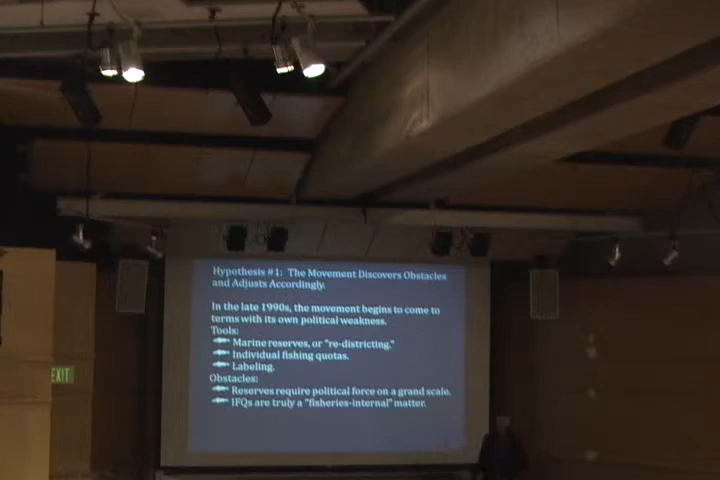 Hypothesis #1: The Movement Discovers Obstacles
and Adjusts Accordingly.
In the late 1990s, the movement begins to come to
terms with its own political weakness.
Tools:
Marine reserves, or "re-districting."
Individual fishing quotas.
Labeling.
EXIT
Obstacles:
Reserves require political force on a grand scale.
IFQs are truly a "fisheries-internal" matter.